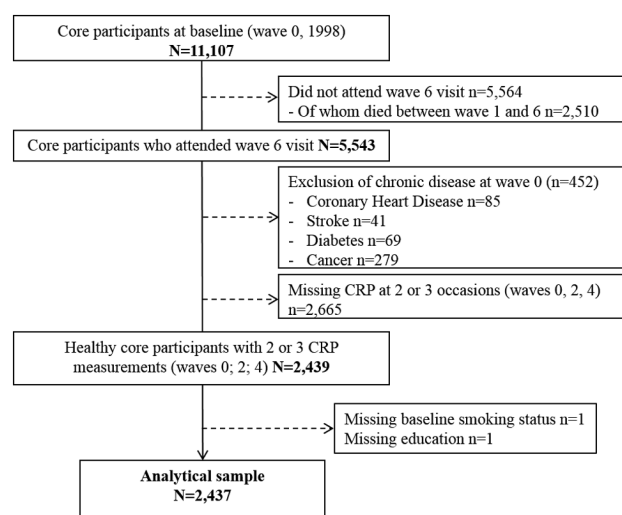 Core participants at baseline (wave 0, 1998)
N=11,107
Did not attend wave 6 visit n=5,564
- Of whom died between wave 1 and 6 n=2,510
Core participants who attended wave 6 visit N=5,543
Exclusion of chronic disease at wave 0 (n=452)
- Coronary Heart Disease n=85
- Stroke n=41
- Diabetes n=69
- Cancer n=279
Missing CRP at 2 or 3 occasions (waves 0, 2, 4)
n=2,665
Healthy core participants with 2 or 3 CRP
measurements (waves 0; 2; 4) N=2,439
Missing baseline smoking status n=1
Missing education n=1
Analytical sample
N=2,437